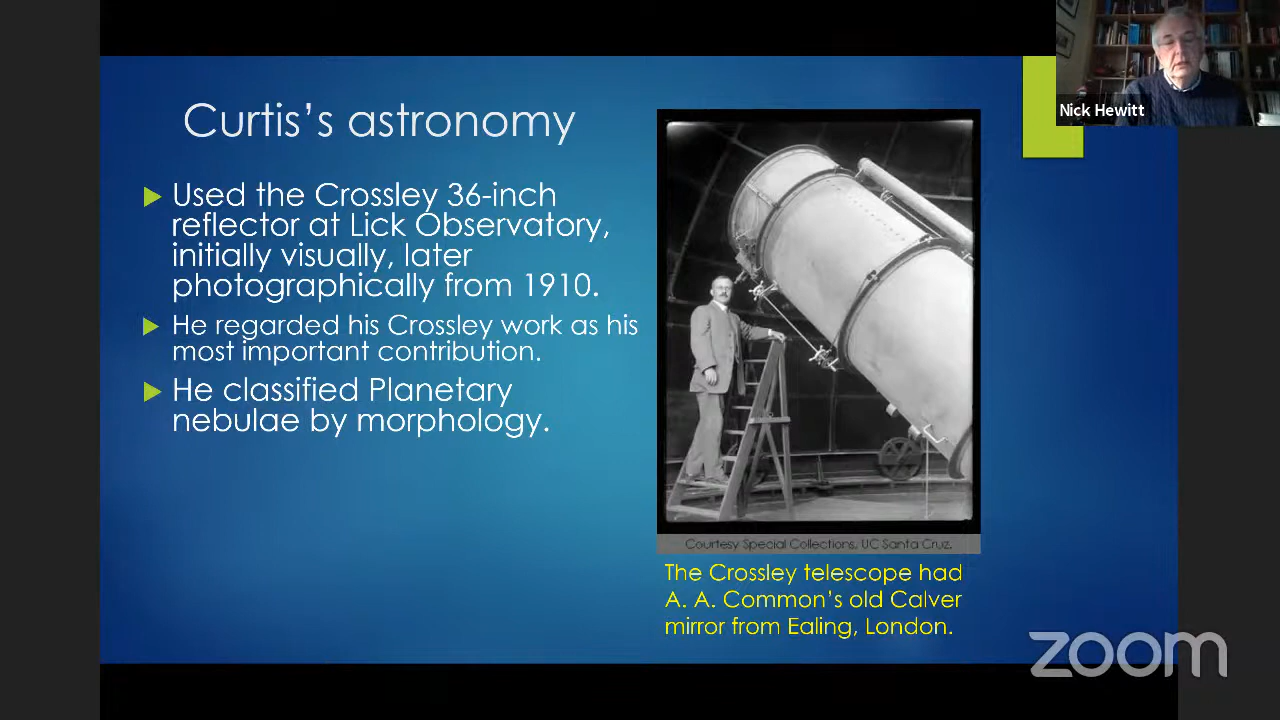 Curtis's astronomy
Used the Crossley 36-inch
reflector at Lick Observatory,
initially visually, later
photographically from 1910.
He regarded his Crossley work as his
most important contribution.
He classified Planetary
nebulae by morphology.
Courtesy Special Collections, UC Santa Cruz.
The Crossley telescope had
A. A. Common's old Calver
mirror from Ealing, London.
Nick Hewitt
zoom